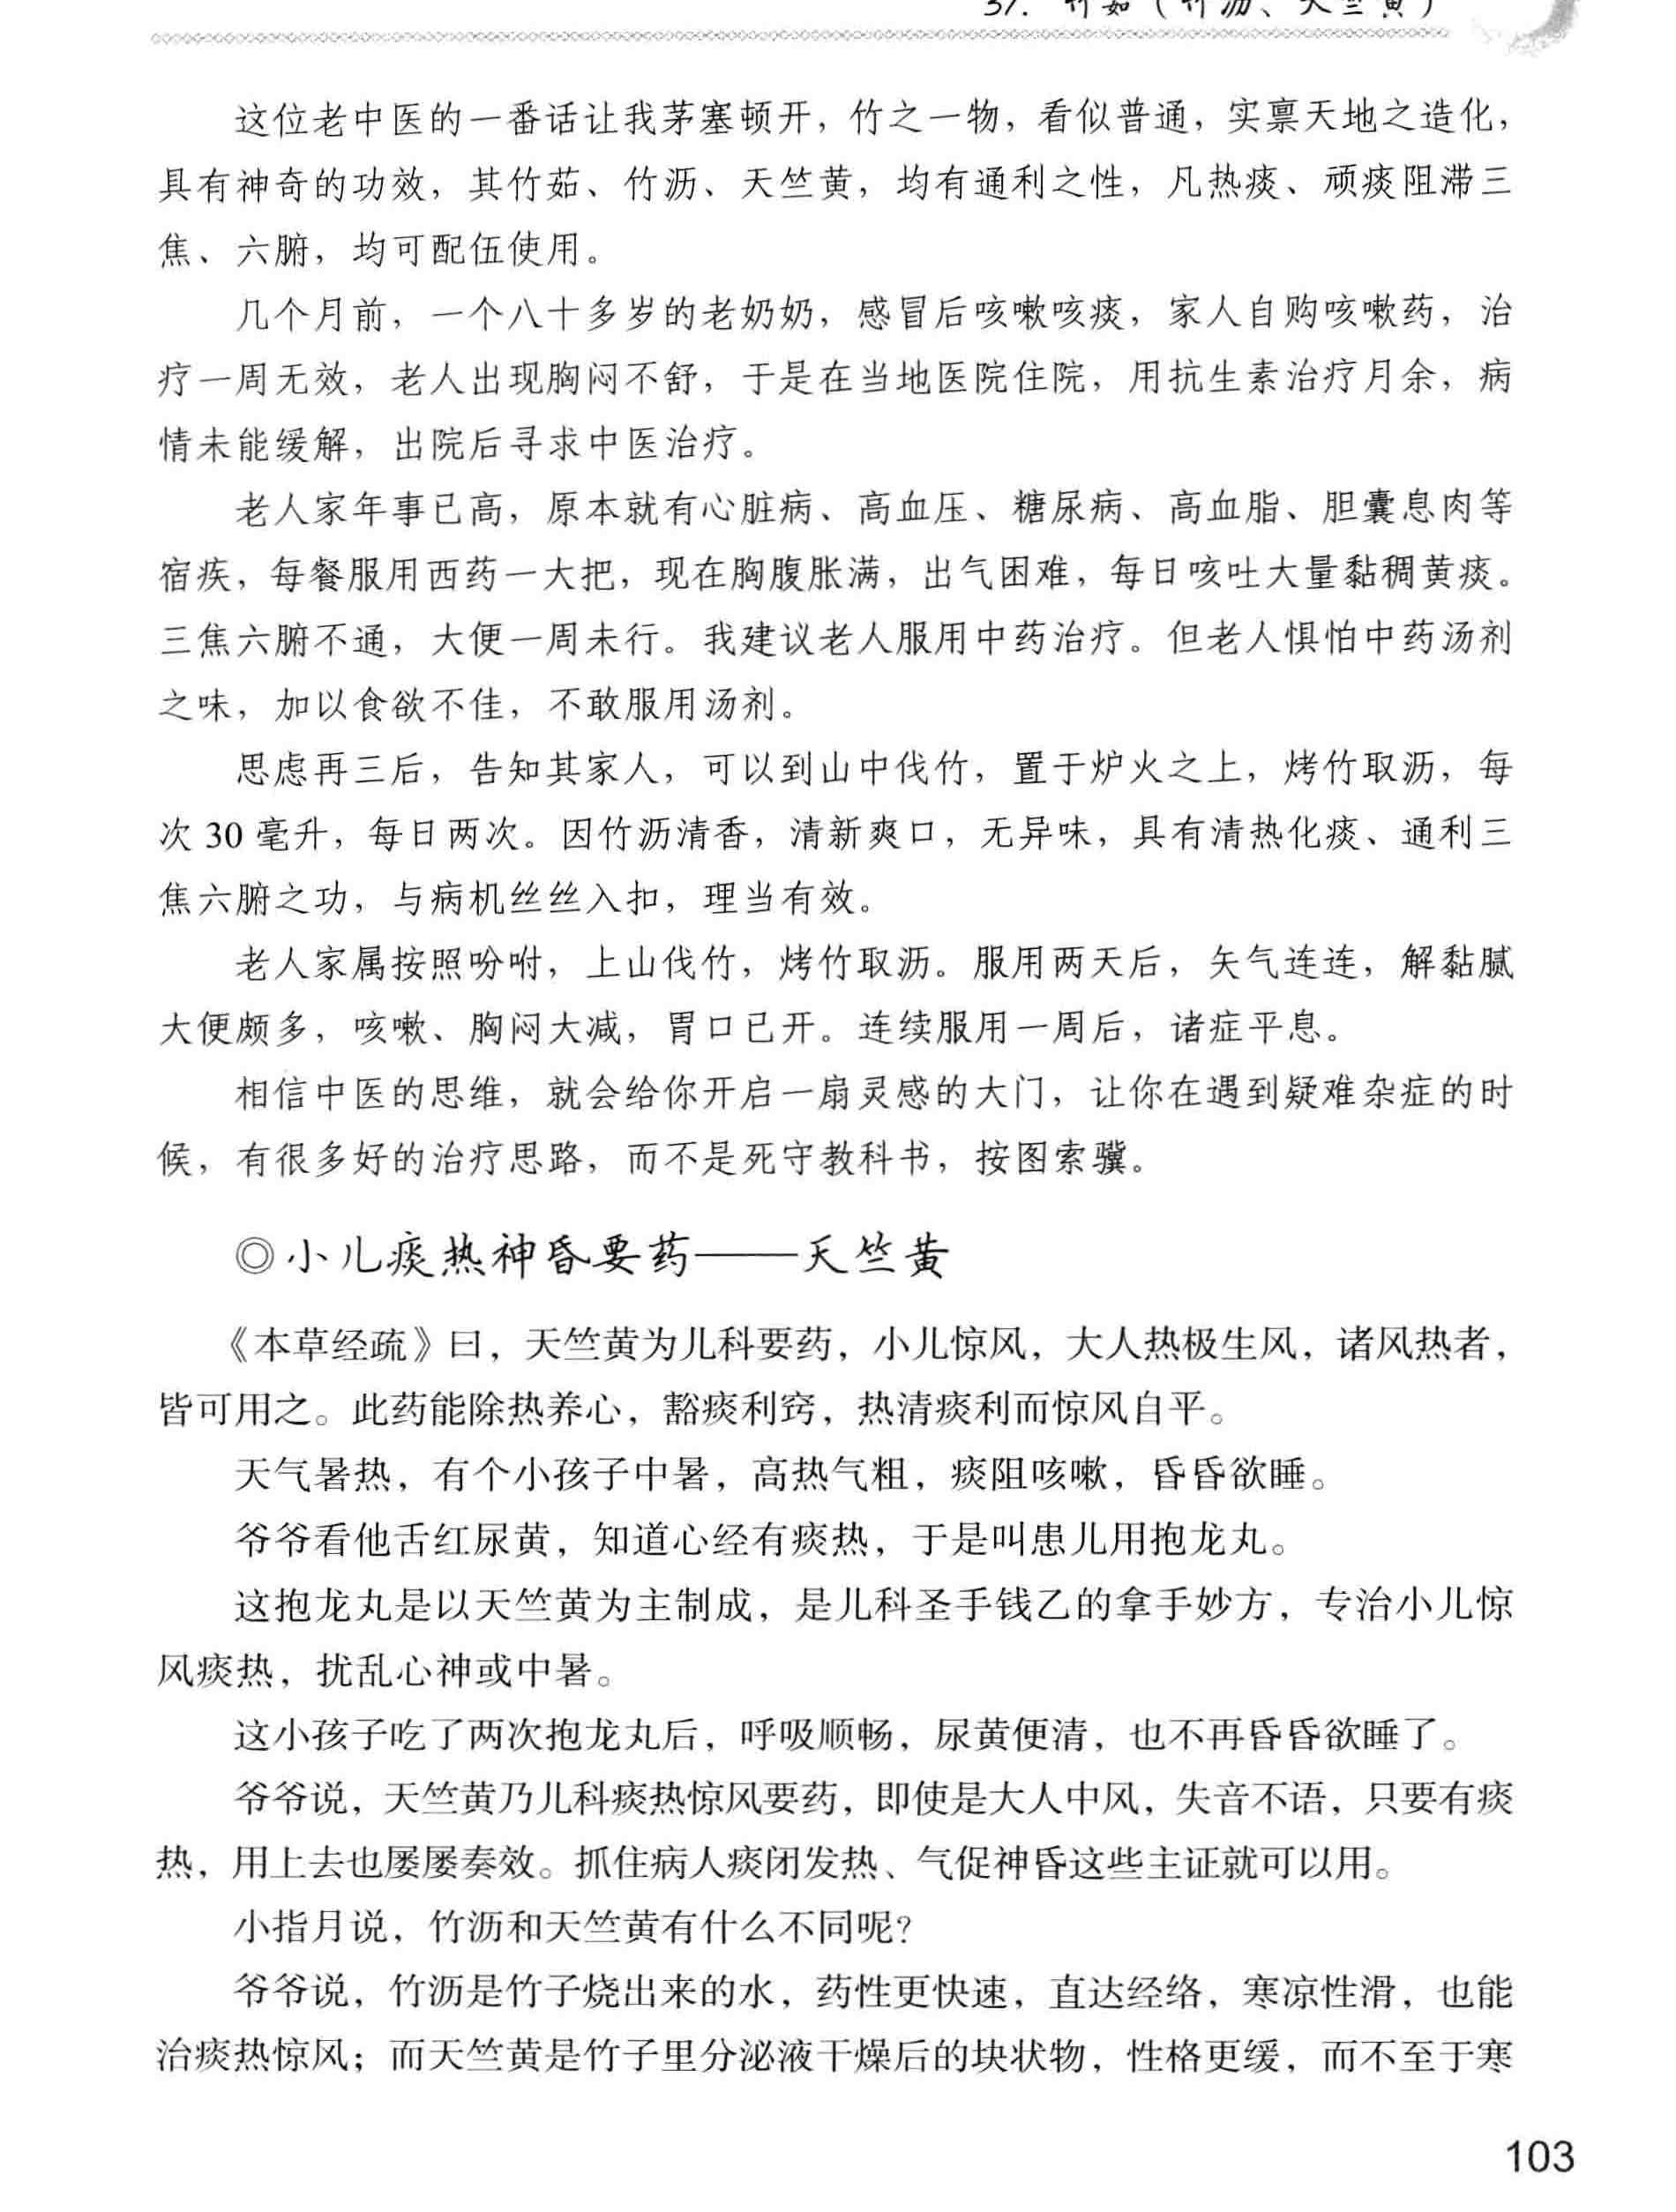 37. 竹茹（竹沥、天竺黄）
这位老中医的一番话让我茅塞顿开，竹之一物，看似普通，实禀天地之造化，
具有神奇的功效，其竹茹、竹沥、天竺黄，均有通利之性，凡热痰、顽痰阻滞三
焦、六腑，均可配伍使用。
几个月前，一个八十多岁的老奶奶，感冒后咳嗽咳痰，家人自购咳嗽药，治
疗一周无效，老人出现胸闷不舒，于是在当地医院住院，用抗生素治疗月余，病
情未能缓解，出院后寻求中医治疗。
老人家年事已高，原本就有心脏病、高血压、糖尿病、高血脂、胆囊息肉等
宿疾，每餐服用西药一大把，现在胸腹胀满，出气困难，每日咳吐大量黏稠黄痰。
三焦六腑不通，大便一周未行。我建议老人服用中药治疗。但老人惧怕中药汤剂
之味，加以食欲不佳，不敢服用汤剂。
思虑再三后，告知其家人，可以到山中伐竹，置于炉火之上，烤竹取沥，每
次 30 毫升，每日两次。因竹沥清香，清新爽口，无异味，具有清热化痰、通利三
焦六腑之功，与病机丝丝入扣，理当有效。
老人家属按照吩咐，上山伐竹，烤竹取沥。服用两天后，矢气连连，解黏腻
大便颇多，咳嗽、胸闷大减，胃口已开。连续服用一周后，诸症平息。
相信中医的思维，就会给你开启一扇灵感的大门，让你在遇到疑难杂症的时
候，有很多好的治疗思路，而不是死守教科书，按图索骥。
◎小儿痰热神昏要药——天竺黄
《本草经疏》曰，天竺黄为儿科要药，小儿惊风，大人热极生风，诸风热者，
皆可用之。此药能除热养心，豁痰利窍，热清痰利而惊风自平。
天气暑热，有个小孩子中暑，高热气粗，痰阻咳嗽，昏昏欲睡。
爷爷看他舌红尿黄，知道心经有痰热，于是叫患儿用抱龙丸。
这抱龙丸是以天竺黄为主制成，是儿科圣手钱乙的拿手妙方，专治小儿惊
风痰热，扰乱心神或中暑。
这小孩子吃了两次抱龙丸后，呼吸顺畅，尿黄便清，也不再昏昏欲睡了。
爷爷说，天竺黄乃儿科痰热惊风要药，即使是大人中风，失音不语，只要有痰
热，用上去也屡屡奏效。抓住病人痰闭发热、气促神昏这些主证就可以用。
小指月说，竹沥和天竺黄有什么不同呢？
爷爷说，竹沥是竹子烧出来的水，药性更快速，直达经络，寒凉性滑，也能
治痰热惊风；而天竺黄是竹子里分泌液干燥后的块状物，性格更缓，而不至于寒
103